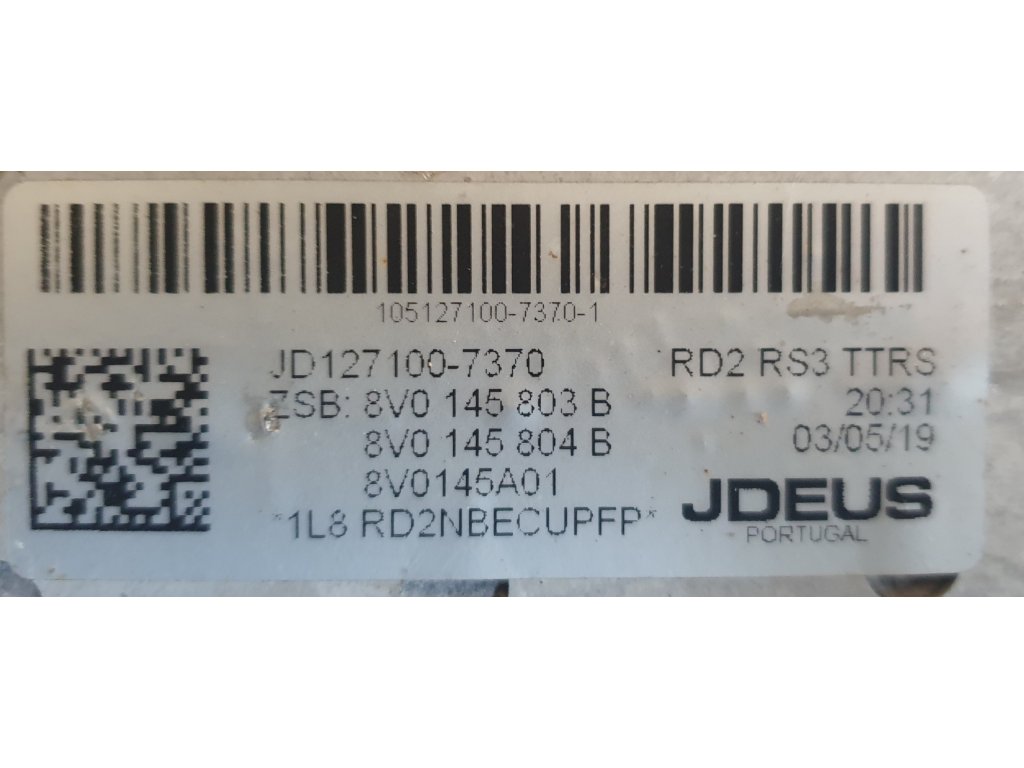 105127100-7370-1
JD127100-7370 RD2 RS3 TTRS
ZSB: 8V0 145 803 B 20:31
8V0 145 804 B 03/05/19
8V0145A01
*1L8 RD2NBECUPFP* JDEUS
PORTUGAL